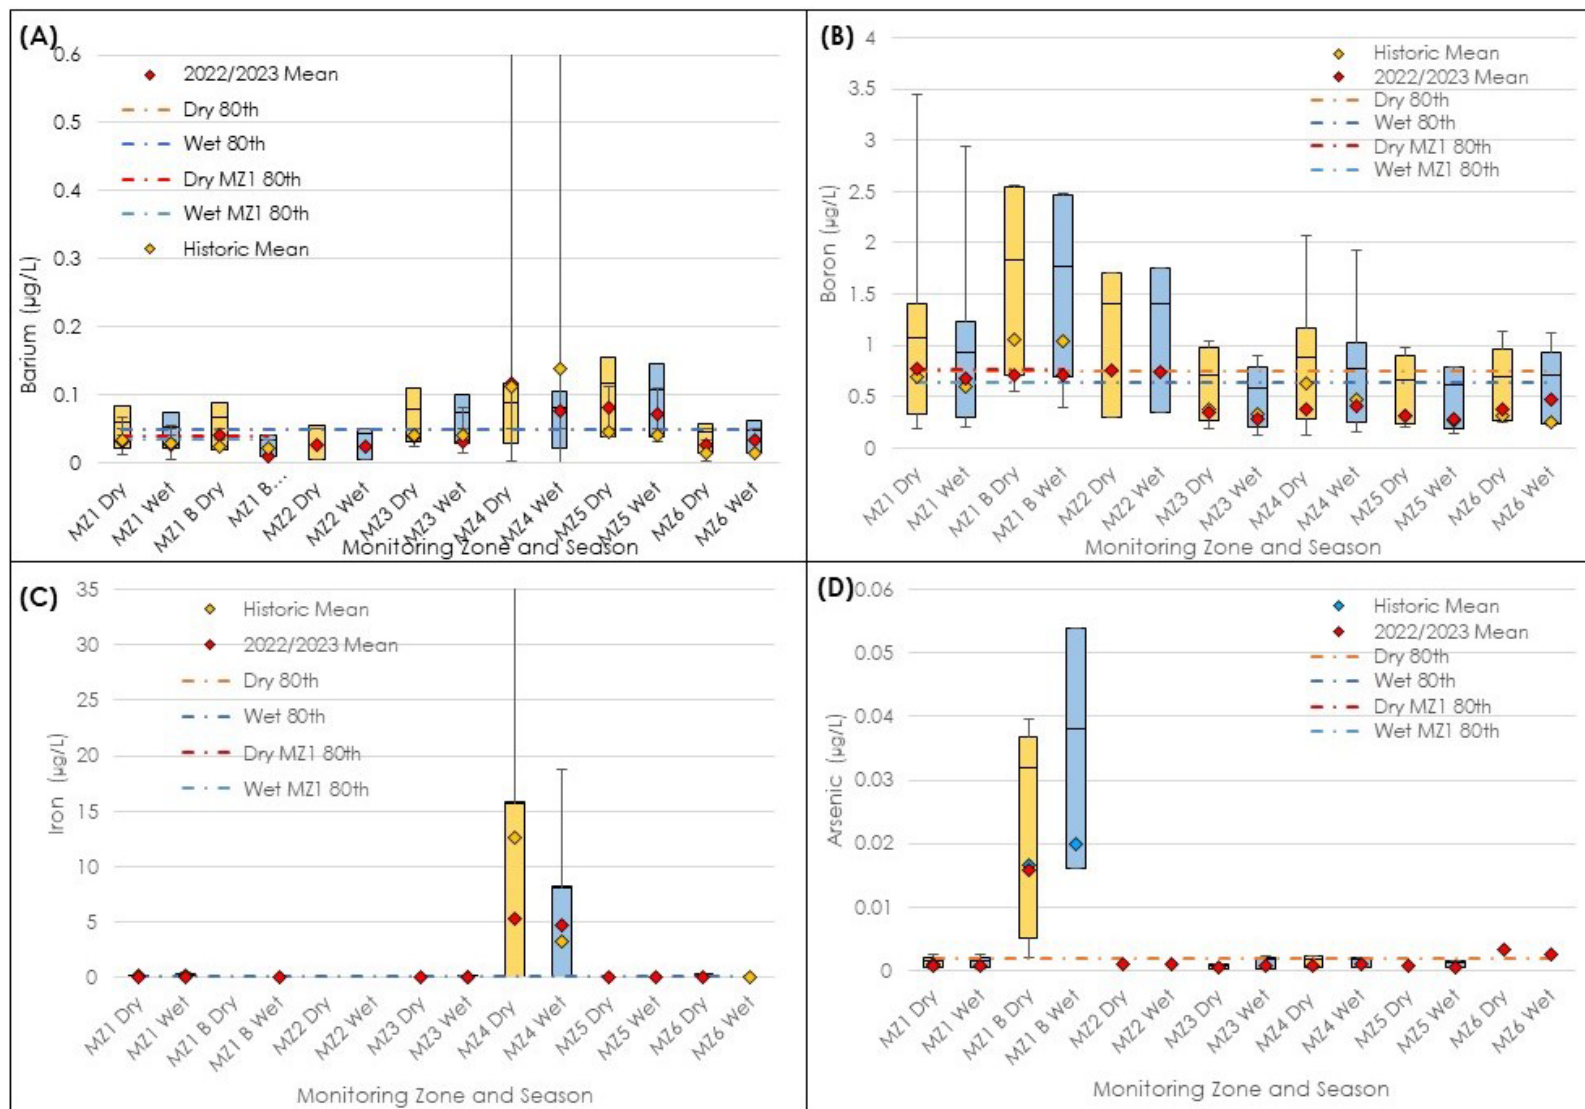 (A)
0.6
0.5
0.4
0.3
0.2
0.1
0
Barium (µg/L)
2022/2023 Mean
Dry 80th
Wet 80th
Dry MZ1 80th
Wet MZ1 80th
Historic Mean
MZ1 Dry
MZ1 Wet
MZ1 B Dry
MZ1 B...
MZ2 Dry
MZ2 Wet
MZ3 Dry
MZ3 Wet
MZ4 Dry
MZ4 Wet
MZ5 Dry
MZ5 Wet
MZ6 Dry
MZ6 Wet
Monitoring Zone and Season
(B)
4
3.5
3
2.5
2
1.5
1
0.5
0
Boron (µg/L)
Historic Mean
2022/2023 Mean
Dry 80th
Wet 80th
Dry MZ1 80th
Wet MZ1 80th
MZ1 Dry
MZ1 Wet
MZ1 B Dry
MZ1 B Wet
MZ2 Dry
MZ2 Wet
MZ3 Dry
MZ3 Wet
MZ4 Dry
MZ4 Wet
MZ5 Dry
MZ5 Wet
MZ6 Dry
MZ6 Wet
Monitoring Zone and Season
(C)
35
30
25
20
15
10
5
0
Iron (µg/L)
Historic Mean
2022/2023 Mean
Dry 80th
Wet 80th
Dry MZ1 80th
Wet MZ1 80th
MZ1 Dry
MZ1 Wet
MZ1 B Dry
MZ1 B Wet
MZ2 Dry
MZ2 Wet
MZ3 Dry
MZ3 Wet
MZ4 Dry
MZ4 Wet
MZ5 Dry
MZ5 Wet
MZ6 Dry
MZ6 Wet
Monitoring Zone and Season
(D)
0.06
0.05
0.04
0.03
0.02
0.01
0
Arsenic (µg/L)
Historic Mean
2022/2023 Mean
Dry 80th
Wet 80th
Dry MZ1 80th
Wet MZ1 80th
MZ1 Dry
MZ1 Wet
MZ1 B Dry
MZ1 B Wet
MZ2 Dry
MZ2 Wet
MZ3 Dry
MZ3 Wet
MZ4 Dry
MZ4 Wet
MZ5 Dry
MZ5 Wet
MZ6 Dry
MZ6 Wet
Monitoring Zone and Season